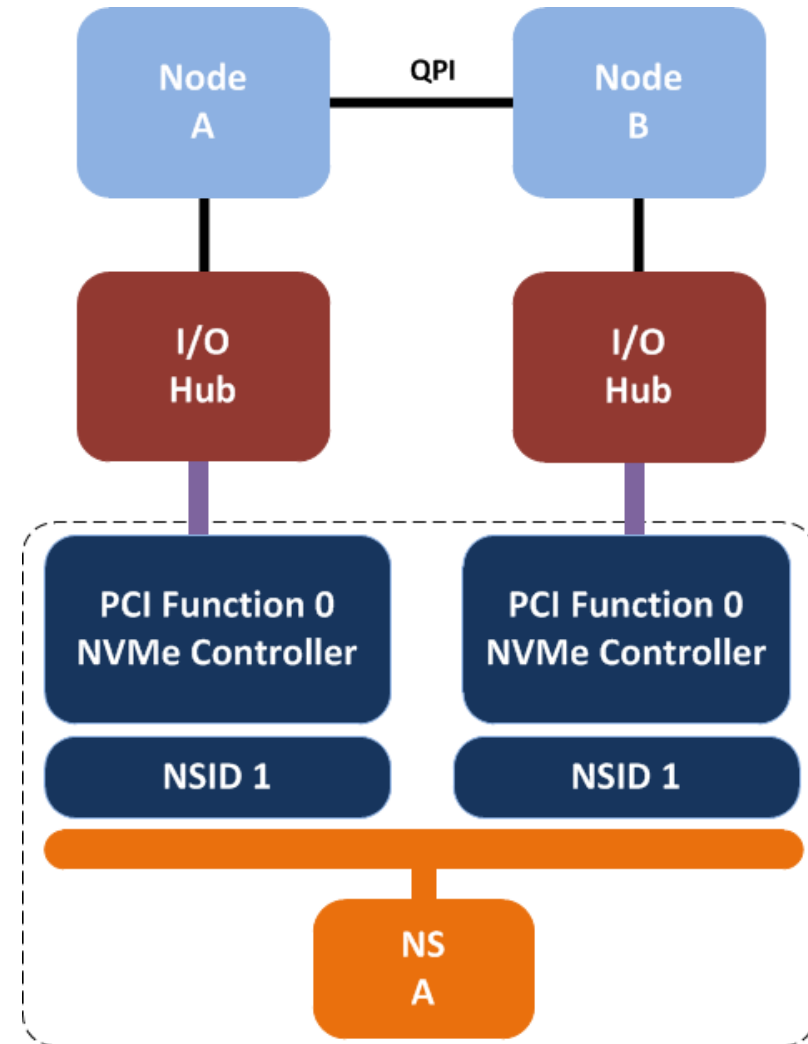 Node
A
QPI
Node
B
I/O
Hub
I/O
Hub
PCI Function 0
NVMe Controller
PCI Function 0
NVMe Controller
NSID 1
NSID 1
NS
A